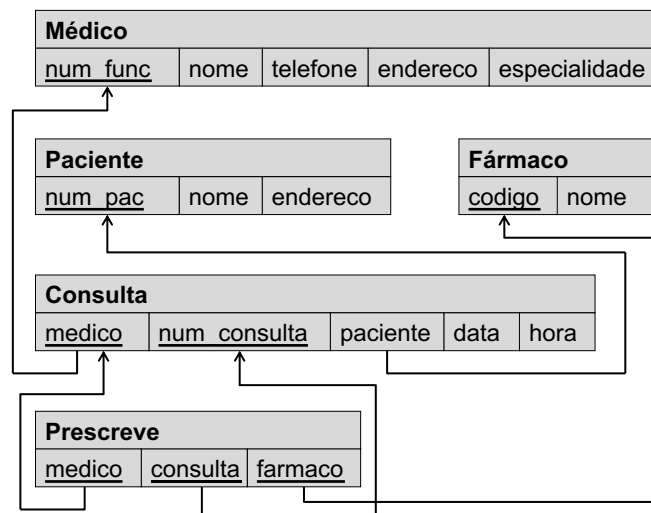 Médico
num_func nome telefone endereco especialidade
Paciente
num_pac nome endereco
Fármaco
codigo nome
Consulta
medico num_consulta paciente data hora
Prescreve
medico consulta farmaco